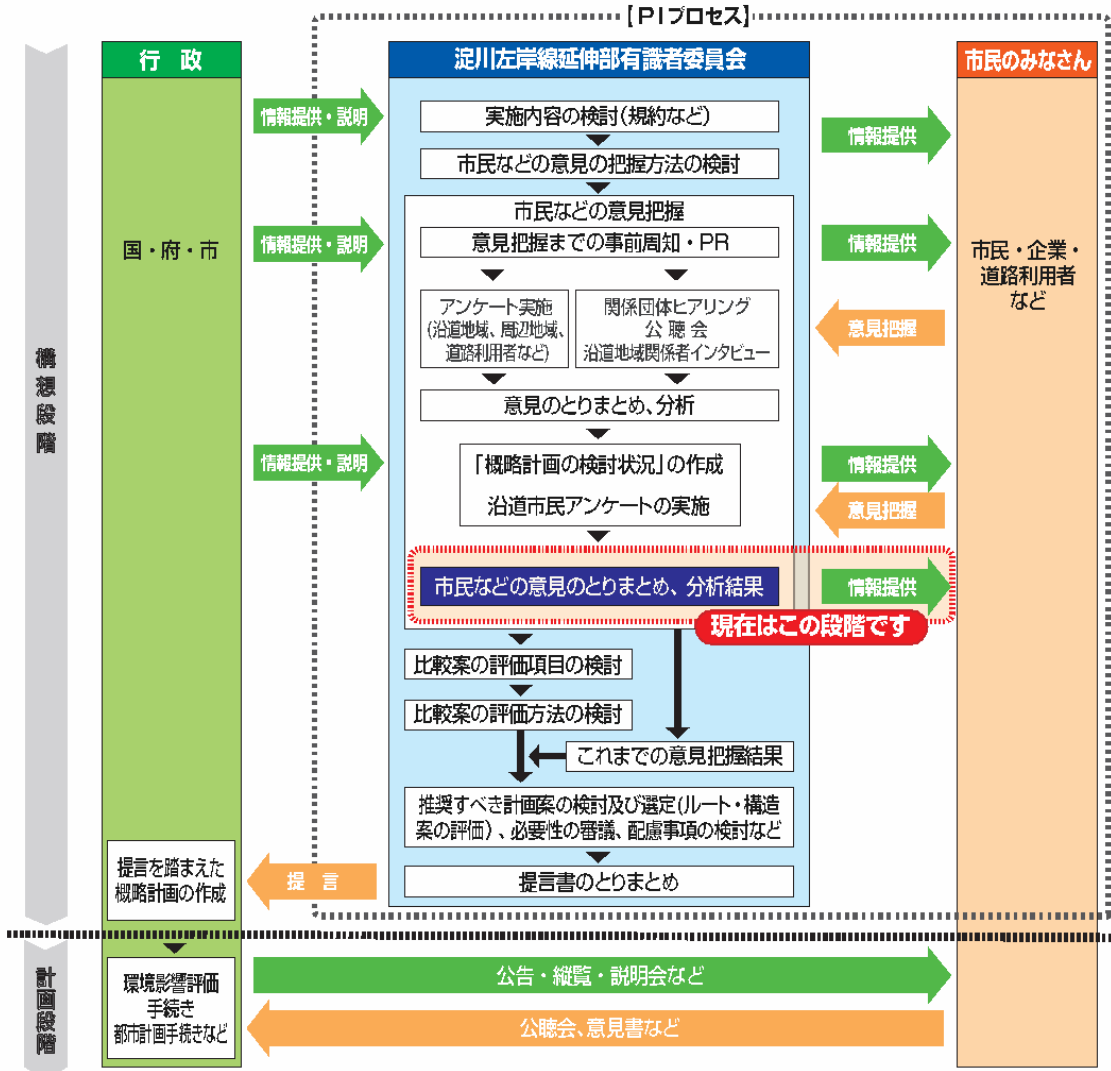 【PIプロセス】
行 政
淀川左岸線延伸部有識者委員会
市民のみなさん
情報提供・説明
実施内容の検討(規約など)
情報提供
市民などの意見の把握方法の検討
市民などの意見把握
国・府・市
情報提供・説明
意見把握までの事前周知・PR
情報提供
市民・企業・
道路利用者
など
アンケート実施
(沿道地域、周辺地域、
道路利用者など)
関係団体ヒアリング
公 聴 会
沿道地域関係者インタビュー
意見把握
構想段階
意見のとりまとめ、分析
情報提供・説明
「概略計画の検討状況」の作成
情報提供
沿道市民アンケートの実施
意見把握
市民などの意見のとりまとめ、分析結果
情報提供
現在はこの段階です
比較案の評価項目の検討
比較案の評価方法の検討
これまでの意見把握結果
推奨すべき計画案の検討及び選定(ルート・構造
案の評価)、必要性の審議、配慮事項の検討など
提言を踏まえた
概略計画の作成
提 言
提言書のとりまとめ
計画段階
環境影響評価
手続き
都市計画手続きなど
公告・縦覧・説明会など
公聴会、意見書など